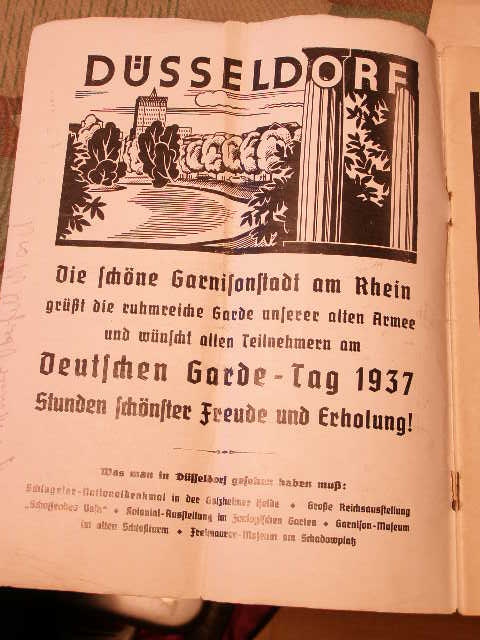 DÜSSELDORF
Die schöne Garnisonstadt am Rhein
grüßt die ruhmreiche Garde unserer alten Armee
und wünscht allen Teilnehmern am
Deutschen Garde-Tag 1937
Stunden schönster Freude und Erholung!
Was man in Düsseldorf gesehen haben muß:
Schlageter-Nationaldenkmal in der Golzheimer Heide • Große Reichsausstellung
„Schaffendes Volk“ • Kolonial-Ausstellung im Zoologischen Garten • Garnison-Museum
im alten Schloßturm • Freimaurer-Museum am Schadowplatz